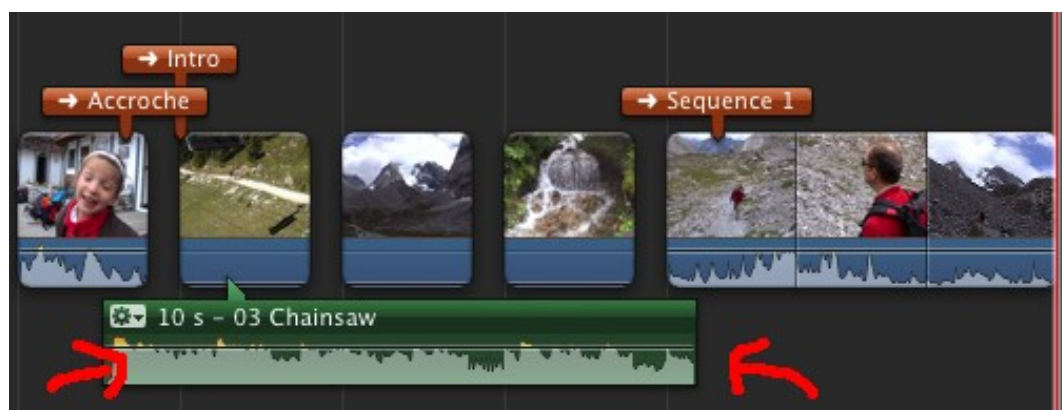 → Intro
→ Accroche
→ Sequence 1
10 s – 03 Chainsaw